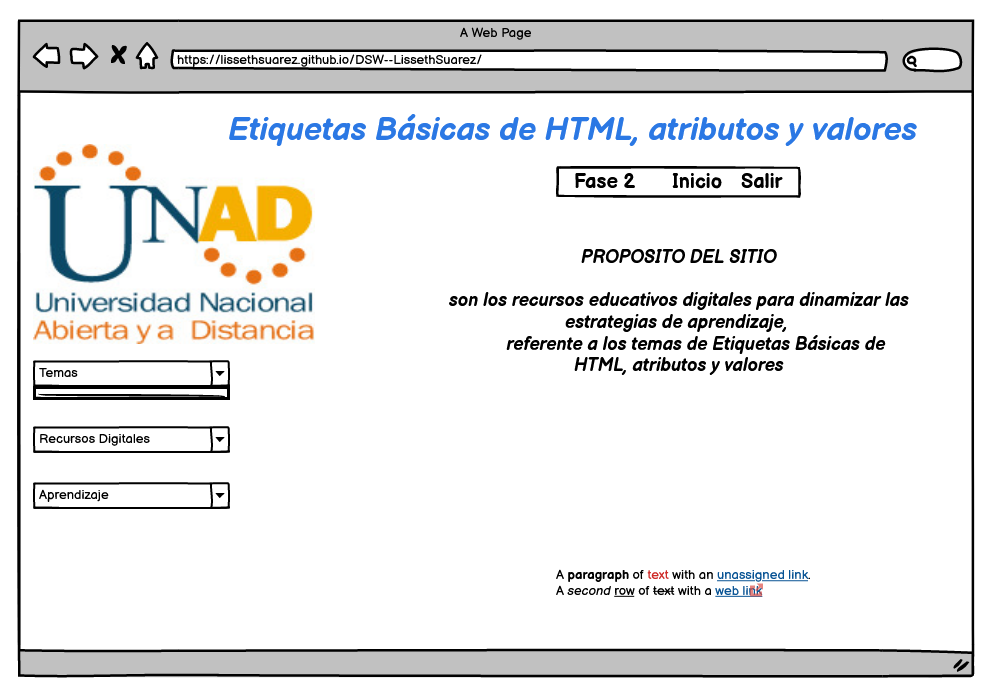 A Web Page
https://lissethsuarez.github.io/DSW--LissethSuarez/
Etiquetas Básicas de HTML, atributos y valores
UNAD
Universidad Nacional
Abierta y a Distancia
Fase 2 Inicio Salir
PROPOSITO DEL SITIO
son los recursos educativos digitales para dinamizar las
estrategias de aprendizaje,
referente a los temas de Etiquetas Básicas de
HTML, atributos y valores
Temas
Recursos Digitales
Aprendizaje
A paragraph of text with an unassigned link.
A second row of text with a web link